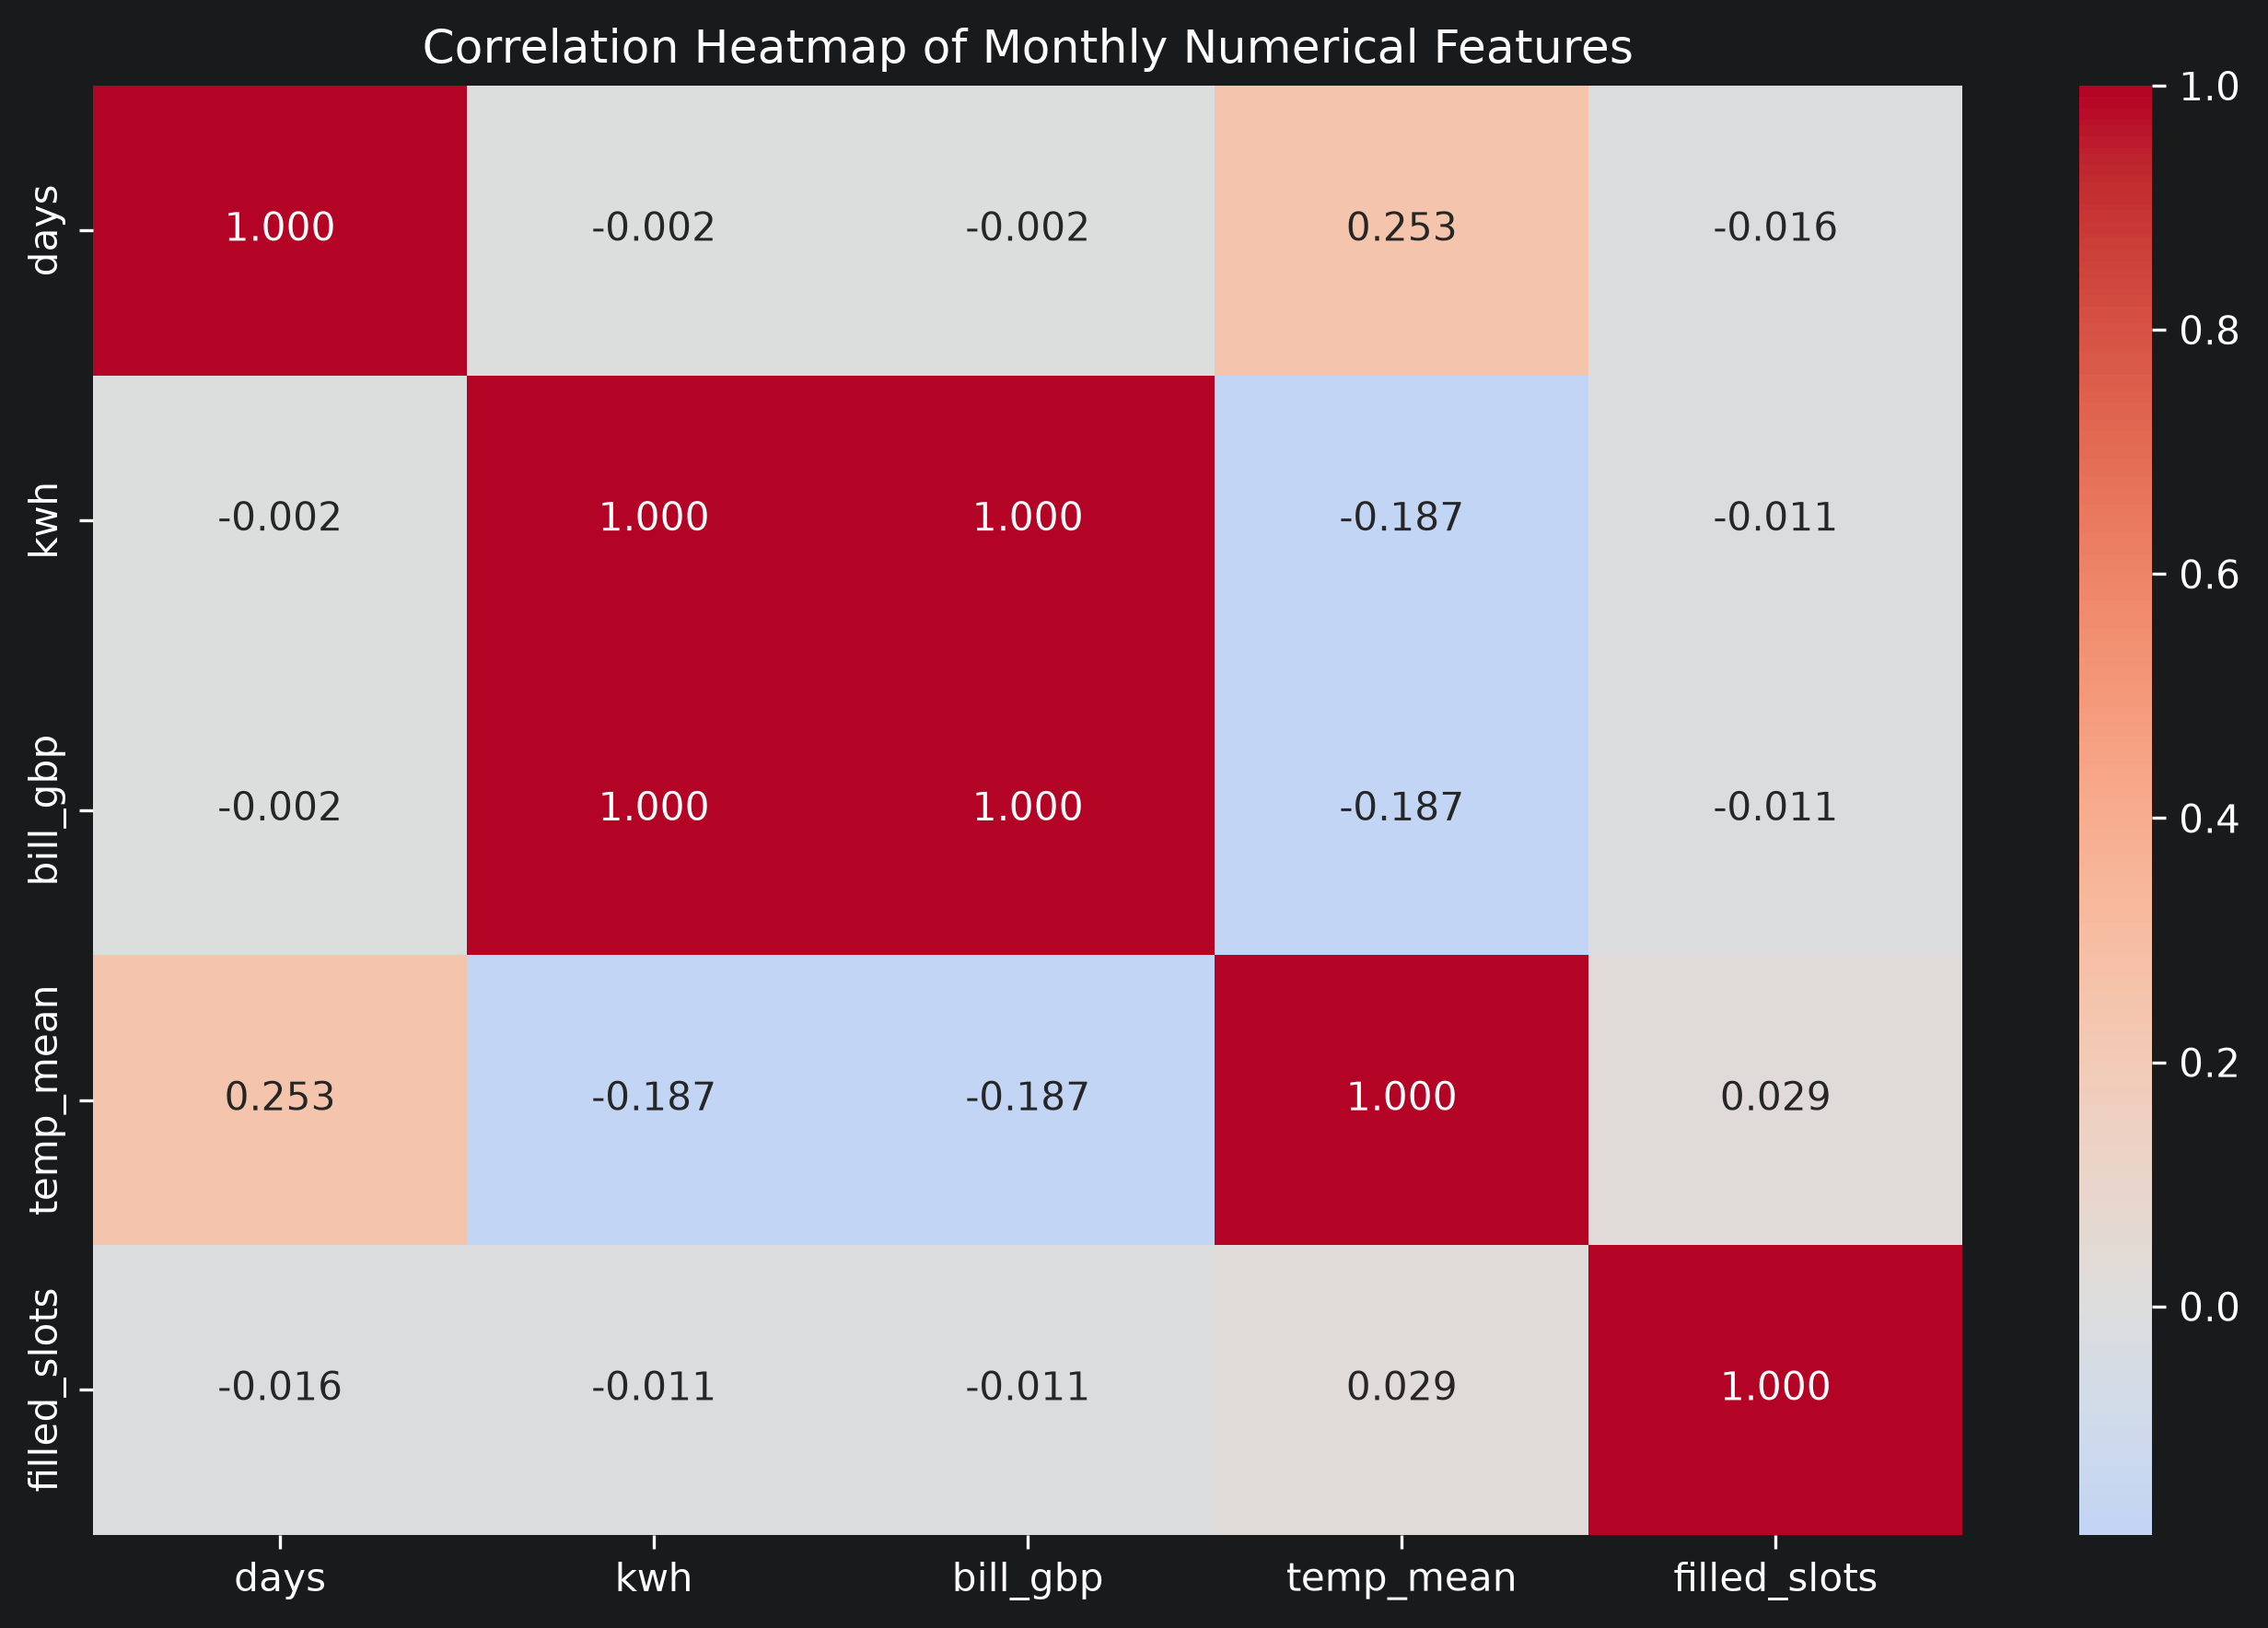 Correlation Heatmap of Monthly Numerical Features
days 1.000 -0.002 -0.002 0.253 -0.016
kwh -0.002 1.000 1.000 -0.187 -0.011
bill_gbp -0.002 1.000 1.000 -0.187 -0.011
temp_mean 0.253 -0.187 -0.187 1.000 0.029
filled_slots -0.016 -0.011 -0.011 0.029 1.000
days kwh bill_gbp temp_mean filled_slots
1.0
0.8
0.6
0.4
0.2
0.0